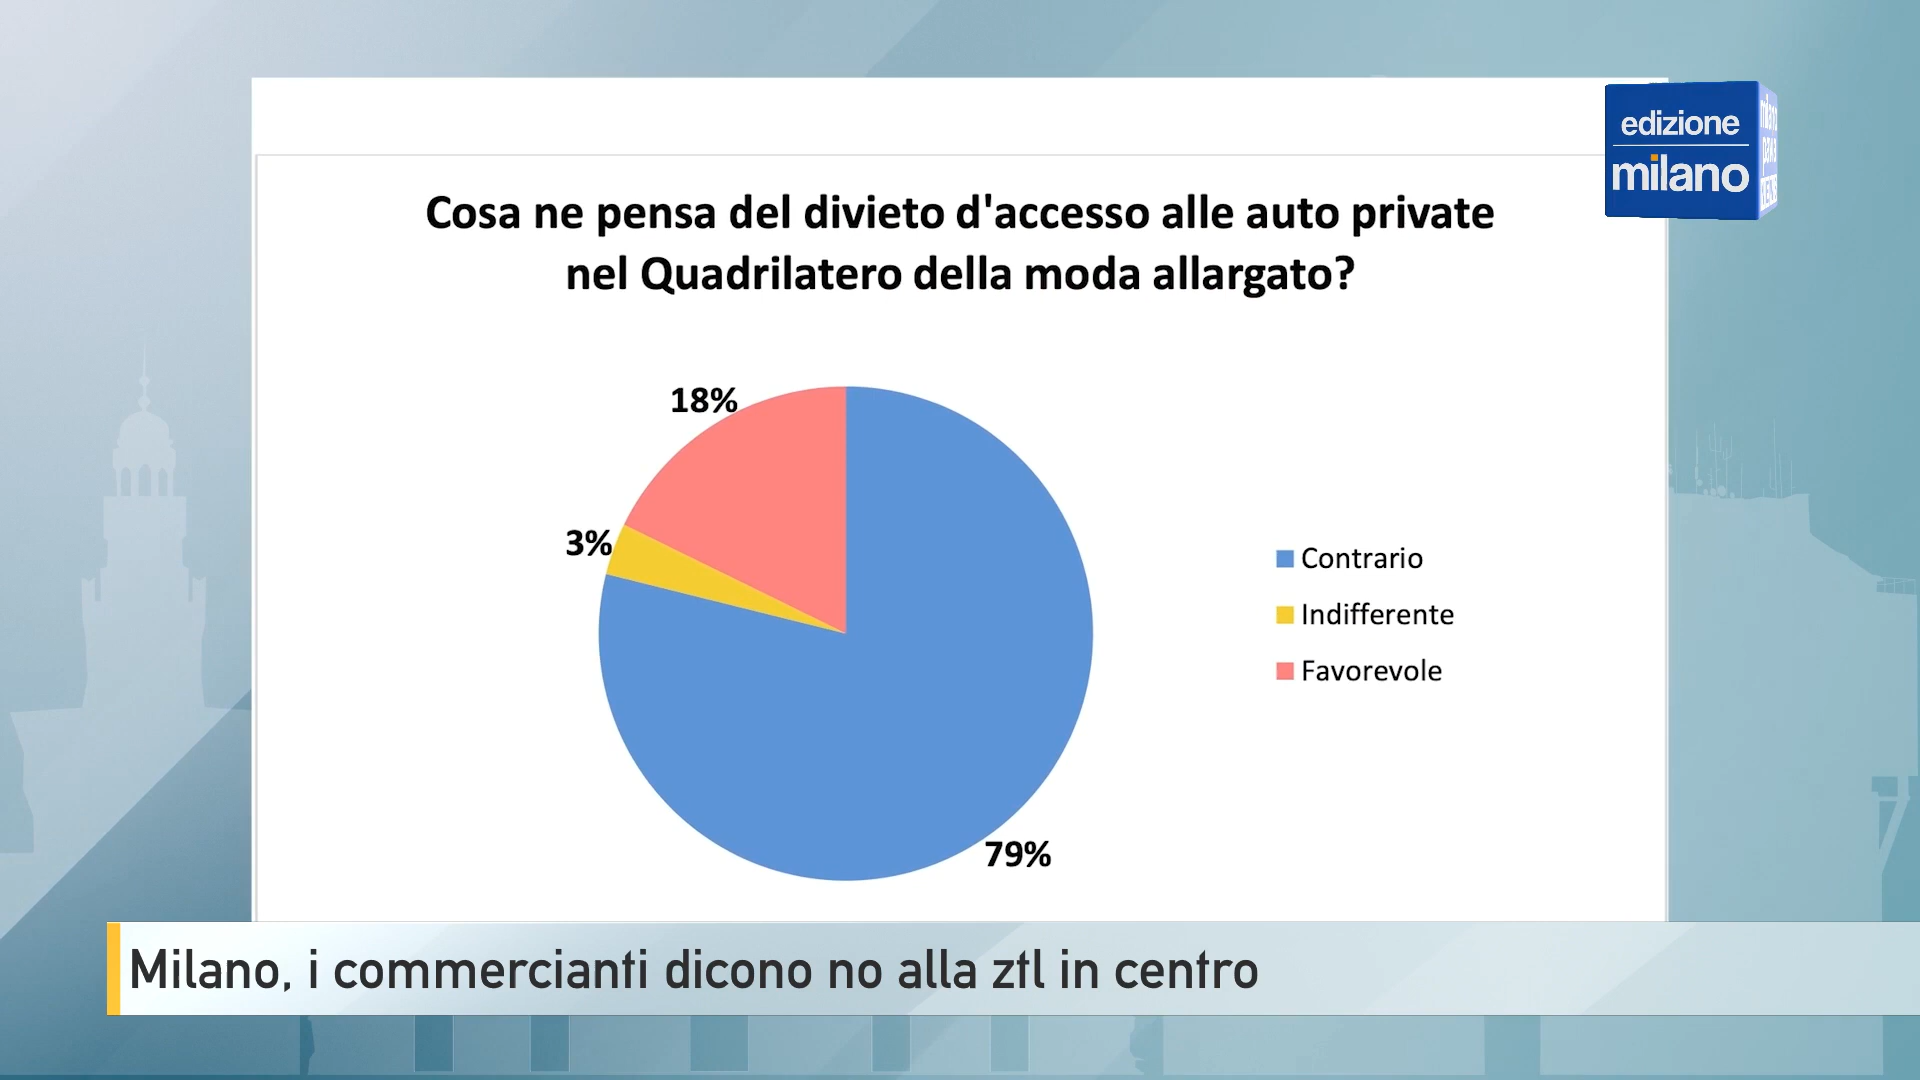 edizione
milano
Cosa ne pensa del divieto d'accesso alle auto private
nel Quadrilatero della moda allargato?
18%
3%
79%
Contrario
Indifferente
Favorevole
Milano, i commercianti dicono no alla ztl in centro